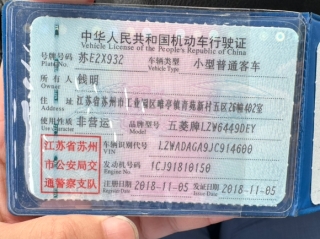 中华人民共和国机动车行驶证
Vehicle License of the People's Republic of China
号牌号码 苏EZX932 车辆类型 小型普通客车
Plate No. Vehicle Type
所有人 钱明
Owner
住址 江苏省苏州市工业园区唯亭镇青苑新村五区26幢402室
Address
使用性质 非营运 品牌型号 五菱牌LZW6449DEY
Use Character Model
江苏省苏州 车辆识别代号 LZWADAGA9JC914600
VIN
市公安局交 发动机号码 1CJ91810150
Engine No.
通警察支队 注册日期 2018-11-05 发证日期 2018-11-05
Register Date Issue Date